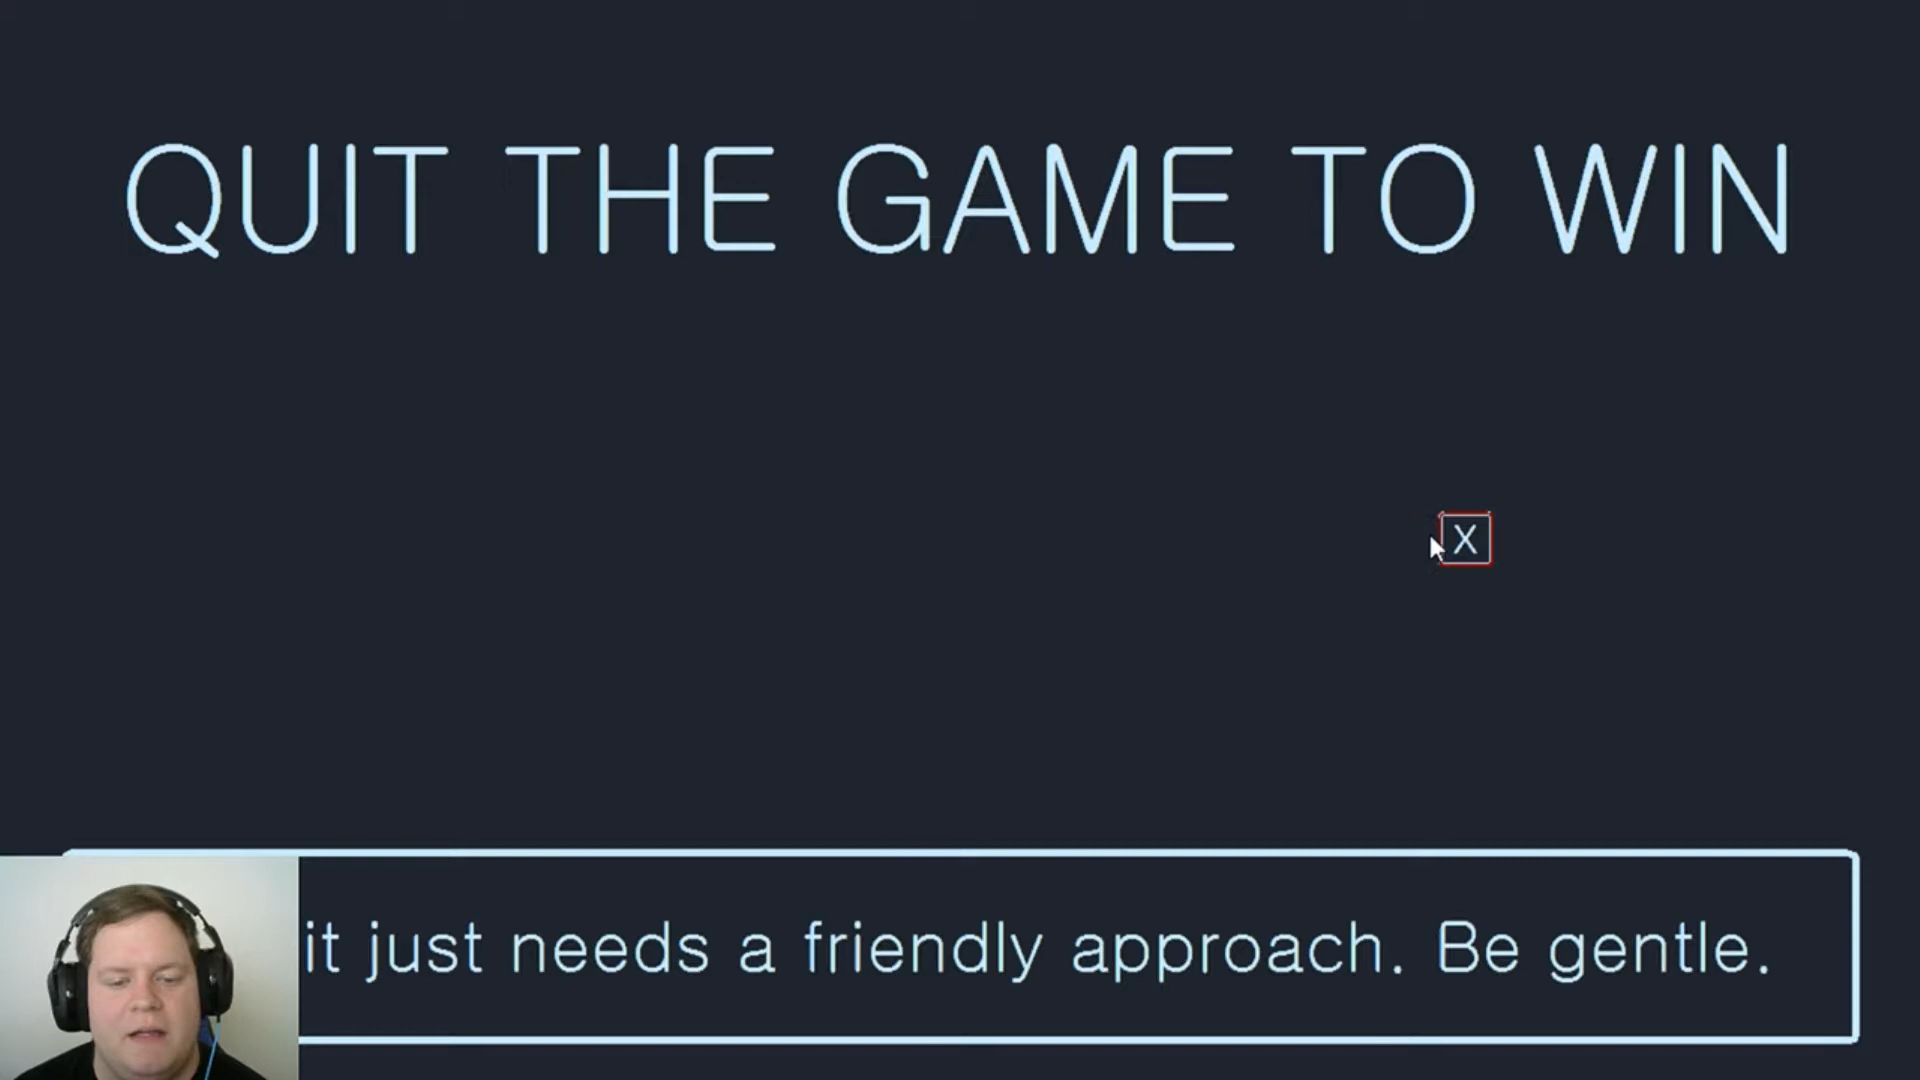 QUIT THE GAME TO WIN
X
it just needs a friendly approach. Be gentle.